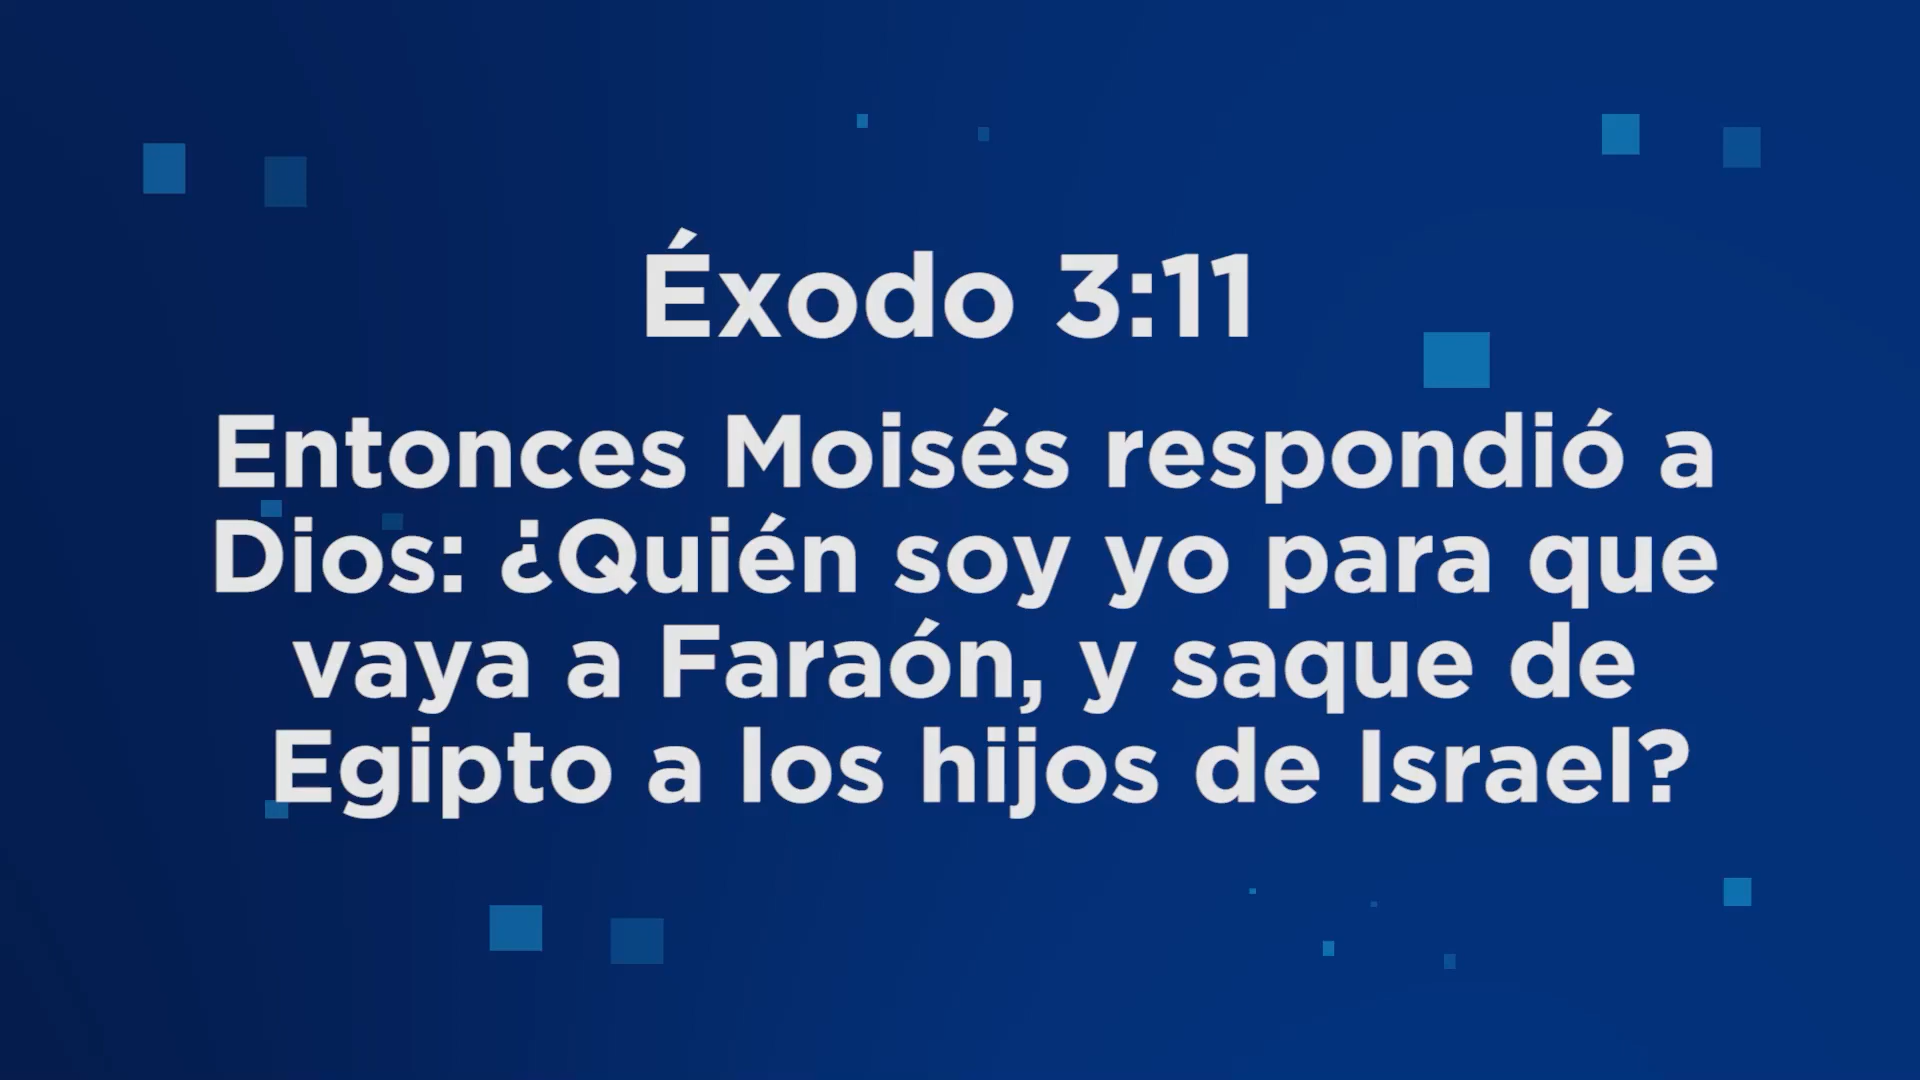 Éxodo 3:11
Entonces Moisés respondió a
Dios: ¿Quién soy yo para que
vaya a Faraón, y saque de
Egipto a los hijos de Israel?